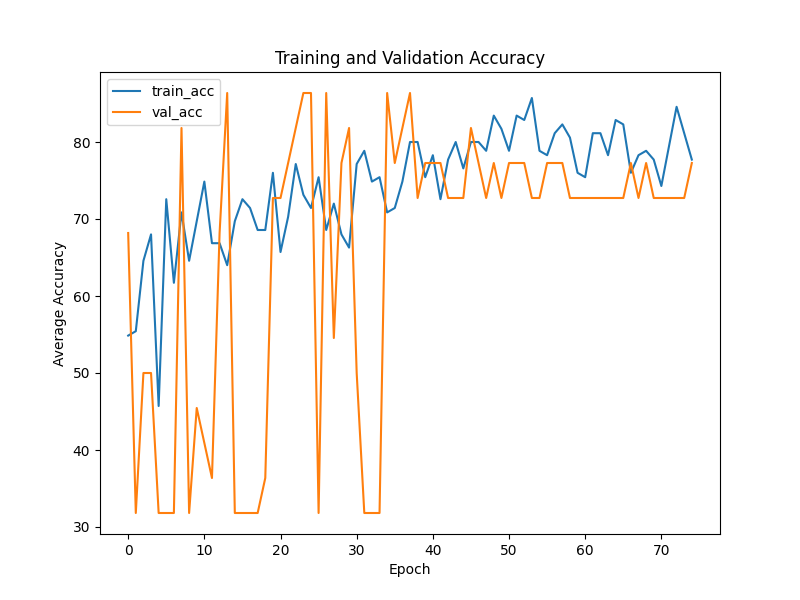 Training and Validation Accuracy
train_acc
val_acc
80
70
60
50
40
30
Average Accuracy
0 10 20 30 40 50 60 70
Epoch